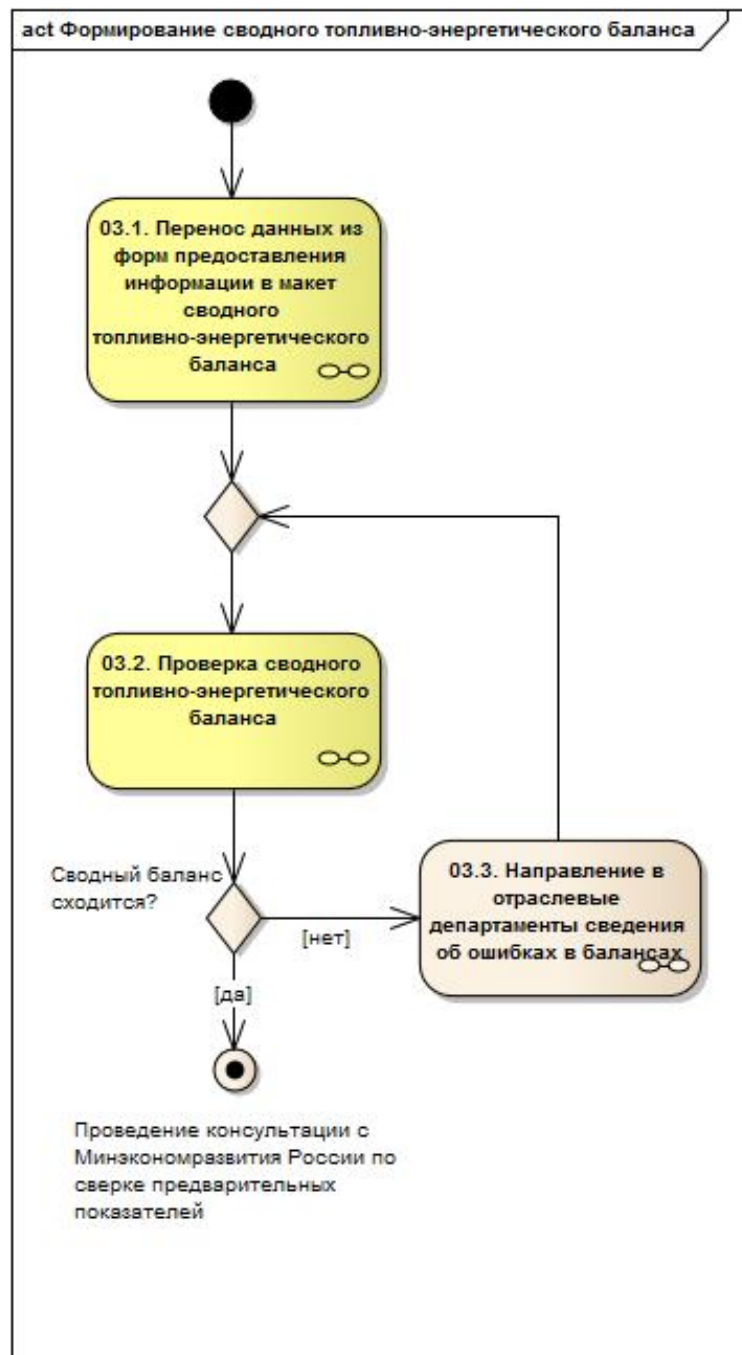 act Формирование сводного топливно-энергетического баланса
03.1. Перенос данных из
форм предоставления
информации в макет
сводного
топливно-энергетического
баланса
03.2. Проверка сводного
топливно-энергетического
баланса
Сводный баланс
сходится?
[нет]
03.3. Направление в
отраслевые
департаменты сведения
об ошибках в балансах
[да]
Проведение консультации с
Минэкономразвития России по
сверке предварительных
показателей